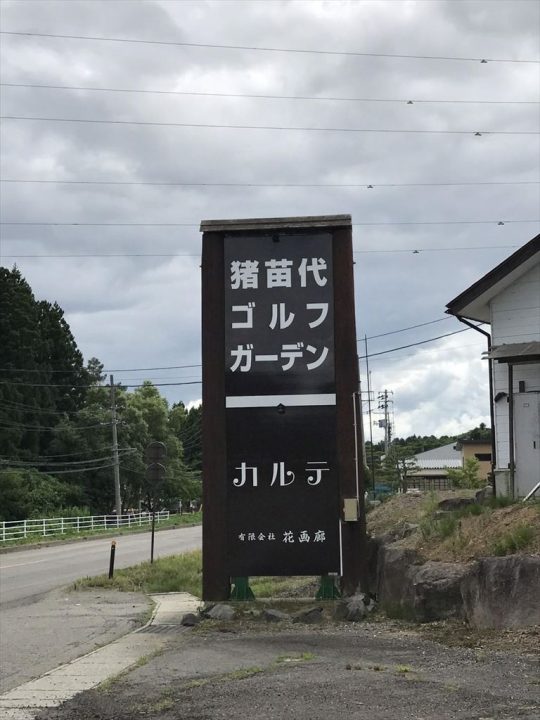 猪苗代
ゴルフ
ガーデン
カルテ
有限会社 花画廊